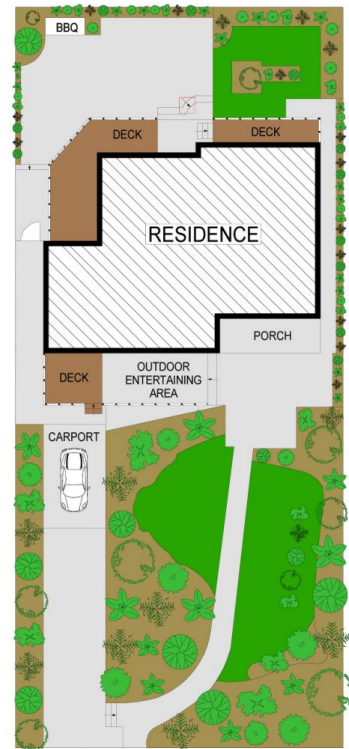 BBQ
DECK
DECK
RESIDENCE
PORCH
DECK
OUTDOOR
ENTERTAINING
AREA
CARPORT